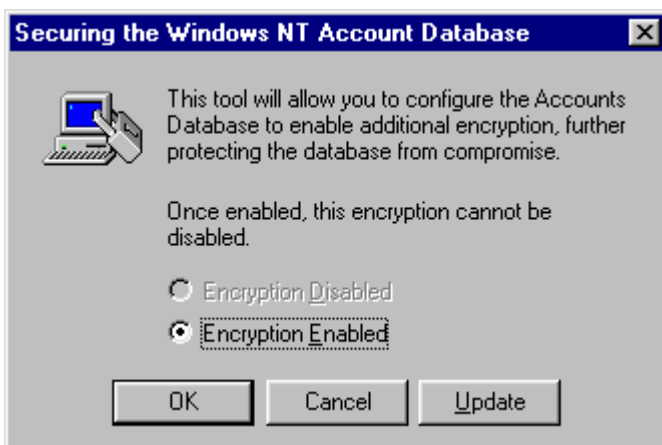 Securing the Windows NT Account Database
This tool will allow you to configure the Accounts
Database to enable additional encryption, further
protecting the database from compromise.
Once enabled, this encryption cannot be
disabled.
Encryption Disabled
Encryption Enabled
OK Cancel Update